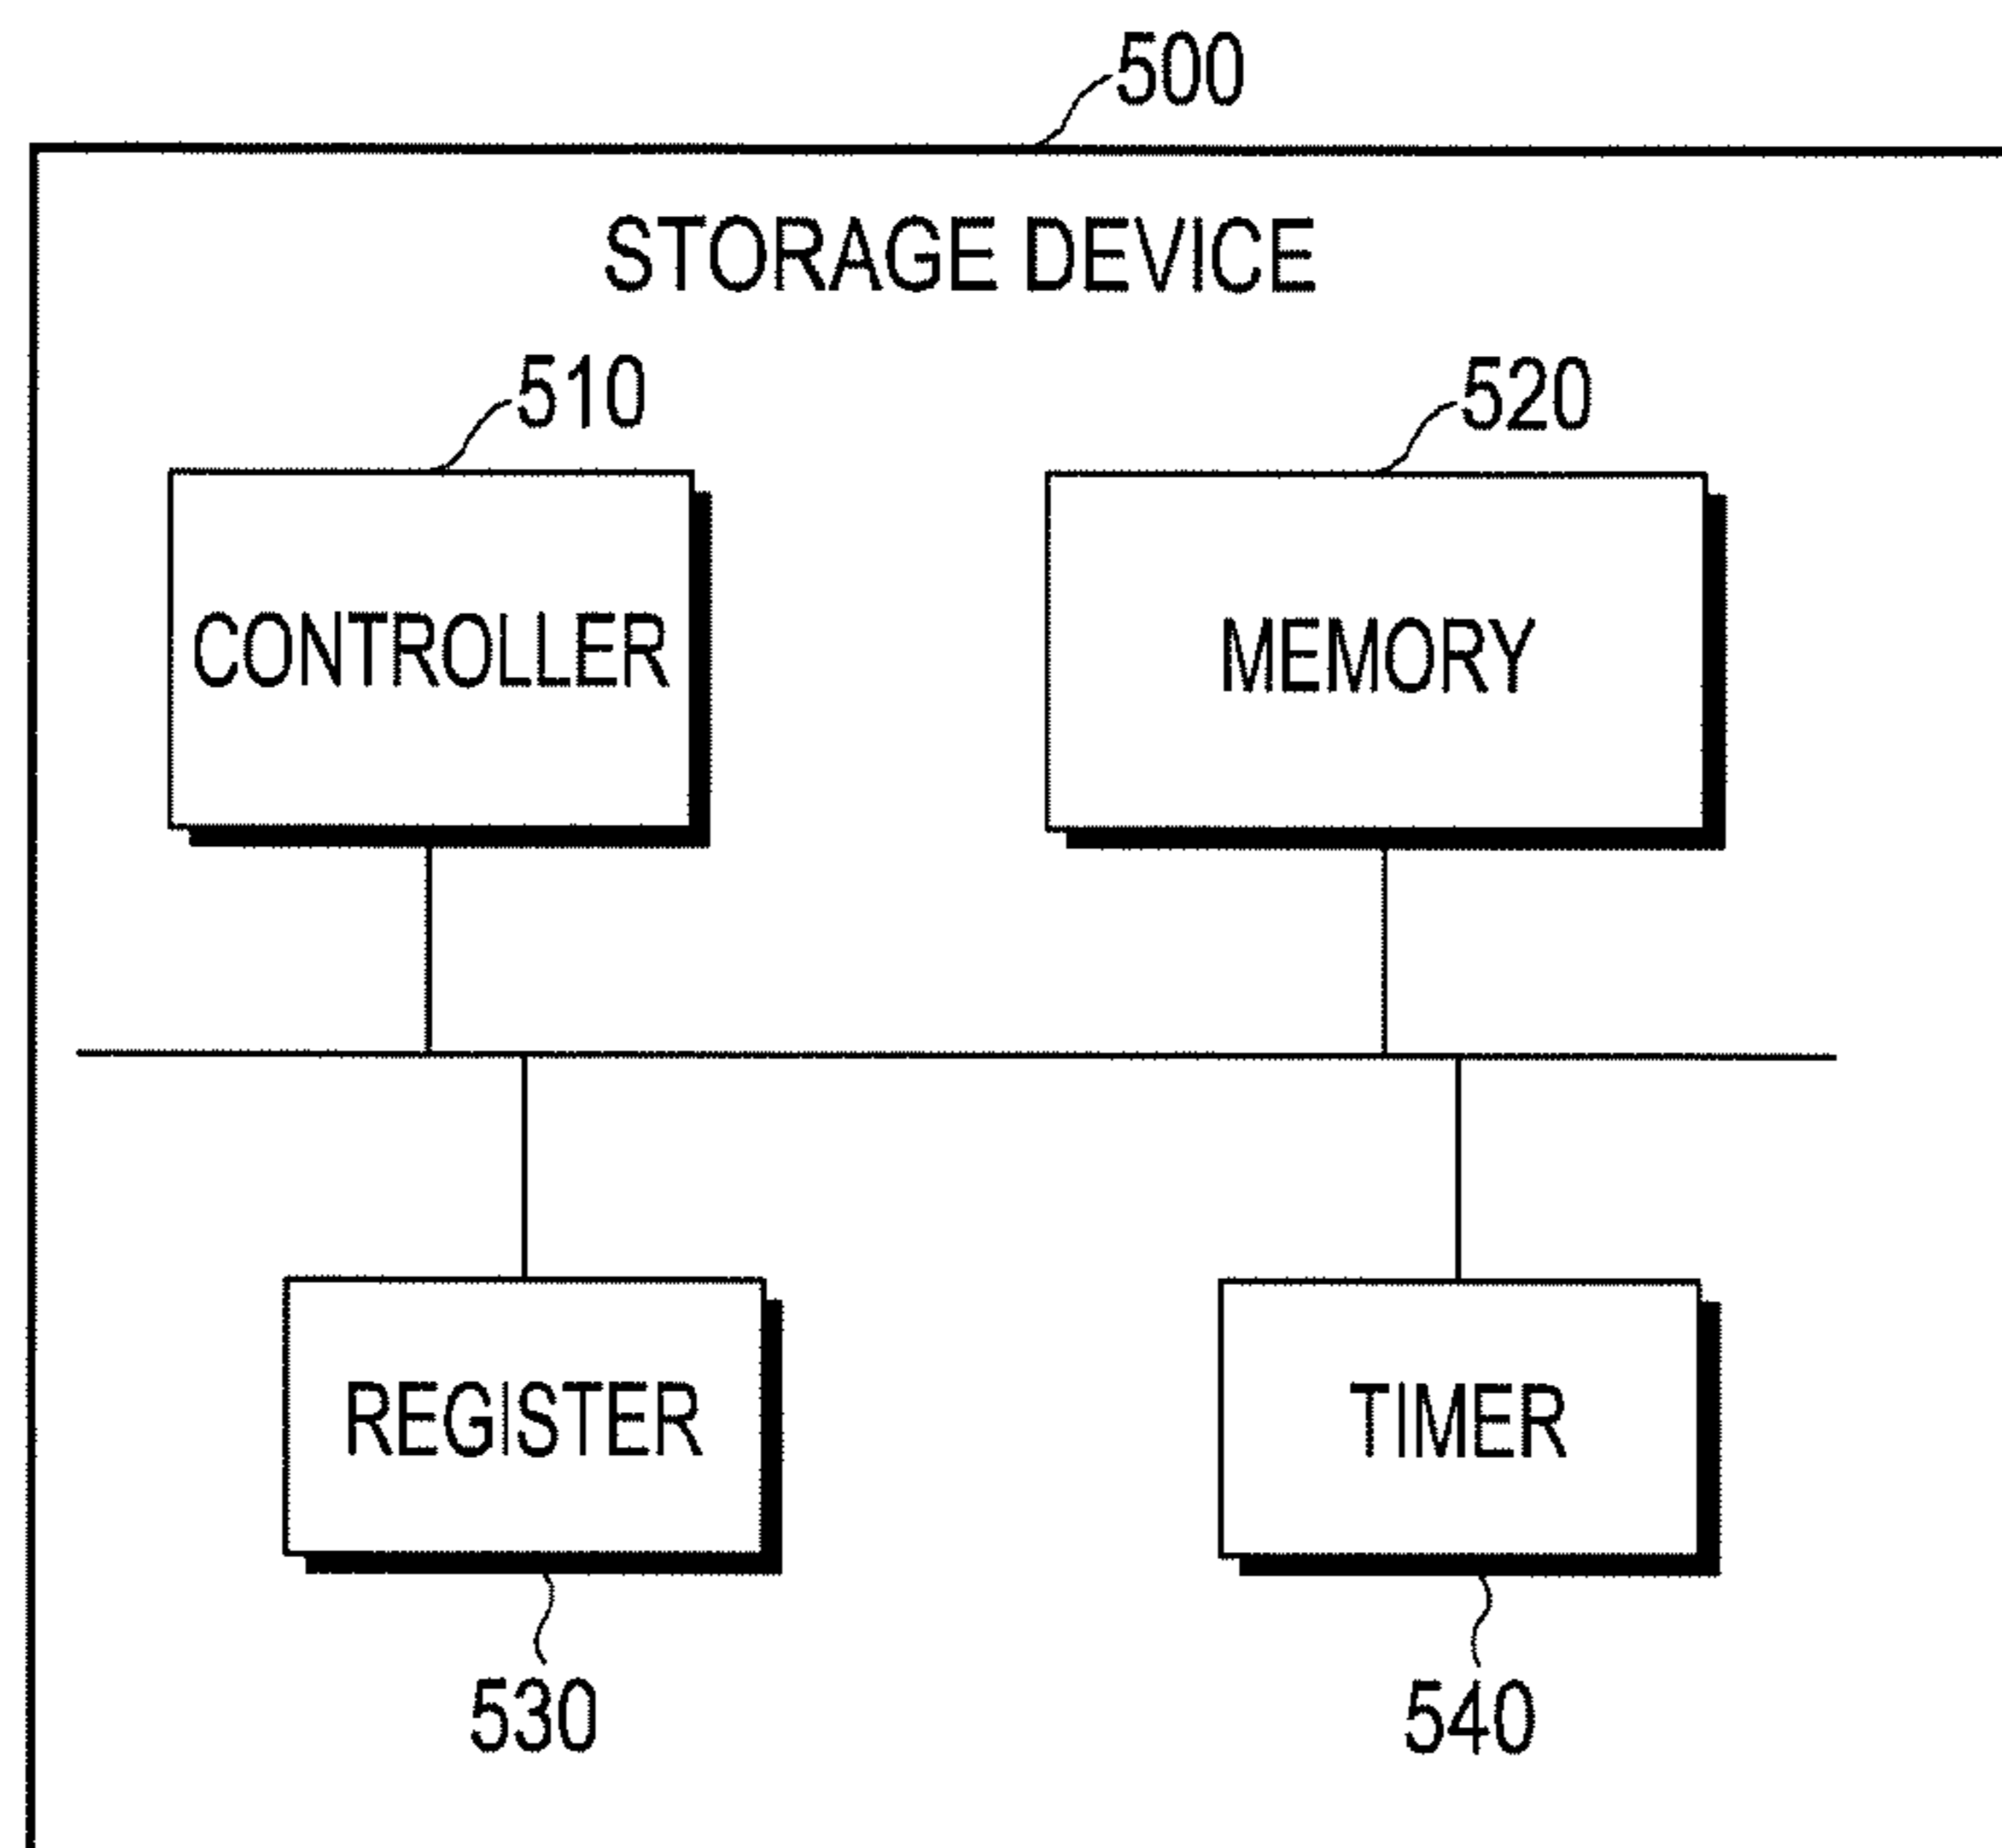 500
STORAGE DEVICE
510
520
CONTROLLER
MEMORY
REGISTER
TIMER
530
540